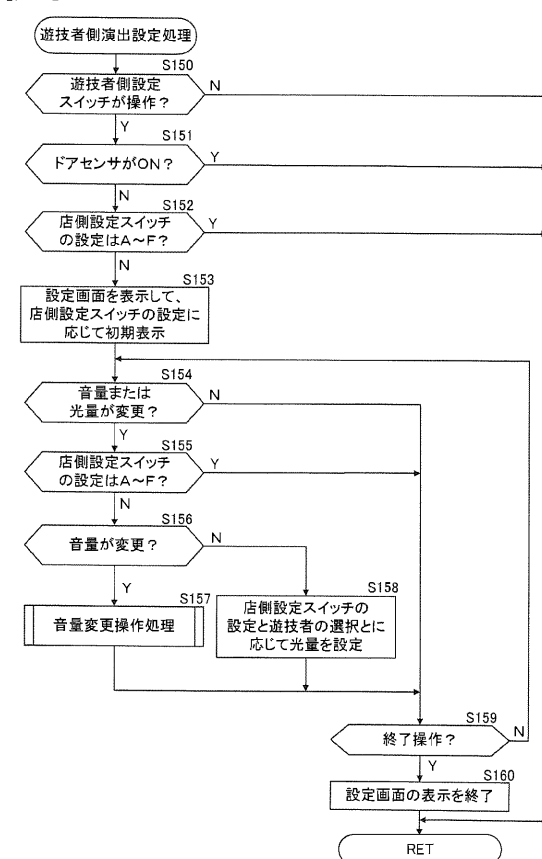 遊技者側演出設定処理
S150
遊技者側設定
スイッチが操作？
N
Y
S151
ドアセンサがON？
Y
N
S152
店側設定スイッチ
の設定はA～F？
Y
N
S153
設定画面を表示して、
店側設定スイッチの設定に
応じて初期表示
S154
音量または
光量が変更？
N
Y
S155
店側設定スイッチ
の設定はA～F？
Y
N
S156
音量が変更？
N
Y
S157
音量変更操作処理
S158
店側設定スイッチの
設定と遊技者の選択とに
応じて光量を設定
S159
終了操作？
N
Y
S160
設定画面の表示を終了
RET